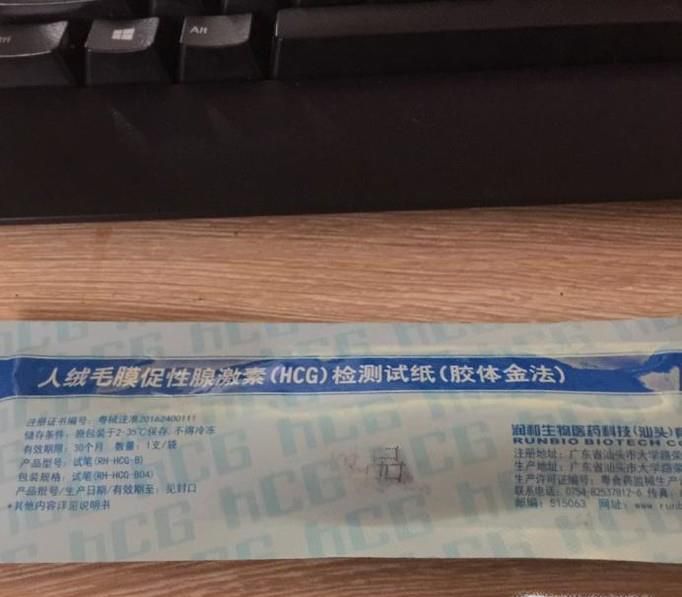 Alt
hCG hCG hCG hCG
人绒毛膜促性腺激素(HCG)检测试纸(胶体金法)
注册证书编号：粤械注准20162400111
储存条件：原包装于2-35℃保存,不得冷冻
有效期限：30个月 数量：1支/袋
产品型号：试笔(RH-HCG-B)
包装规格：试笔(RH-HCG-B04)
产品批号/生产日期/有效期至：见封口
*其他内容详见说明书
润和生物医药科技(汕头)
RUNBIO BIOTECH CO
注册地址：广东省汕头市大学路荣
生产地址：广东省汕头市大学路荣
生产许可证编号：粤食药监械生产
联系电话：0754-82537812-6 传真：
邮编：515063 网址：www.runb
hCG hCG hCG